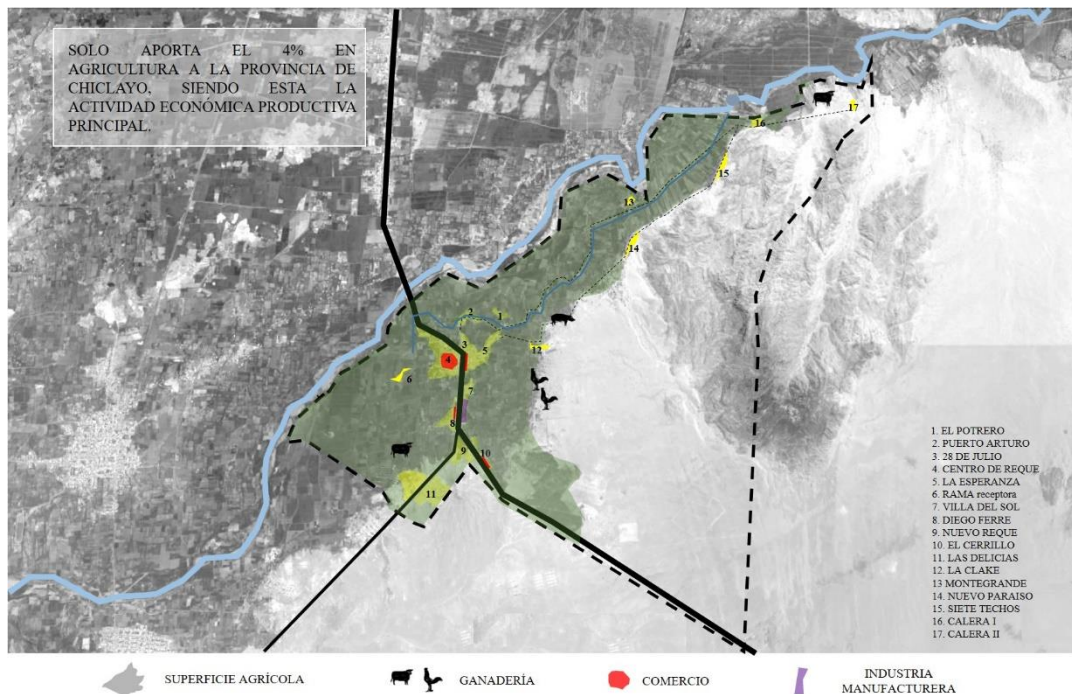 SOLO APORTA EL 4% EN
AGRICULTURA A LA PROVINCIA DE
CHICLAYO, SIENDO ESTA LA
ACTIVIDAD ECONÓMICA PRODUCTIVA
PRINCIPAL.
17
16
15
13
14
2
1
3
5
12
4
6
7
8
9
10
11
1. EL POTRERO
2. PUERTO ARTURO
3. 28 DE JULIO
4. CENTRO DE REQUE
5. LA ESPERANZA
6. RAMA receptora
7. VILLA DEL SOL
8. DIEGO FERRE
9. NUEVO REQUE
10. EL CERRILLO
11. LAS DELICIAS
12. LA CLAKE
13 MONTEGRANDE
14. NUEVO PARAISO
15. SIETE TECHOS
16. CALERA I
17. CALERA II
SUPERFICIE AGRÍCOLA
GANADERÍA
COMERCIO
INDUSTRIA
MANUFACTURERA